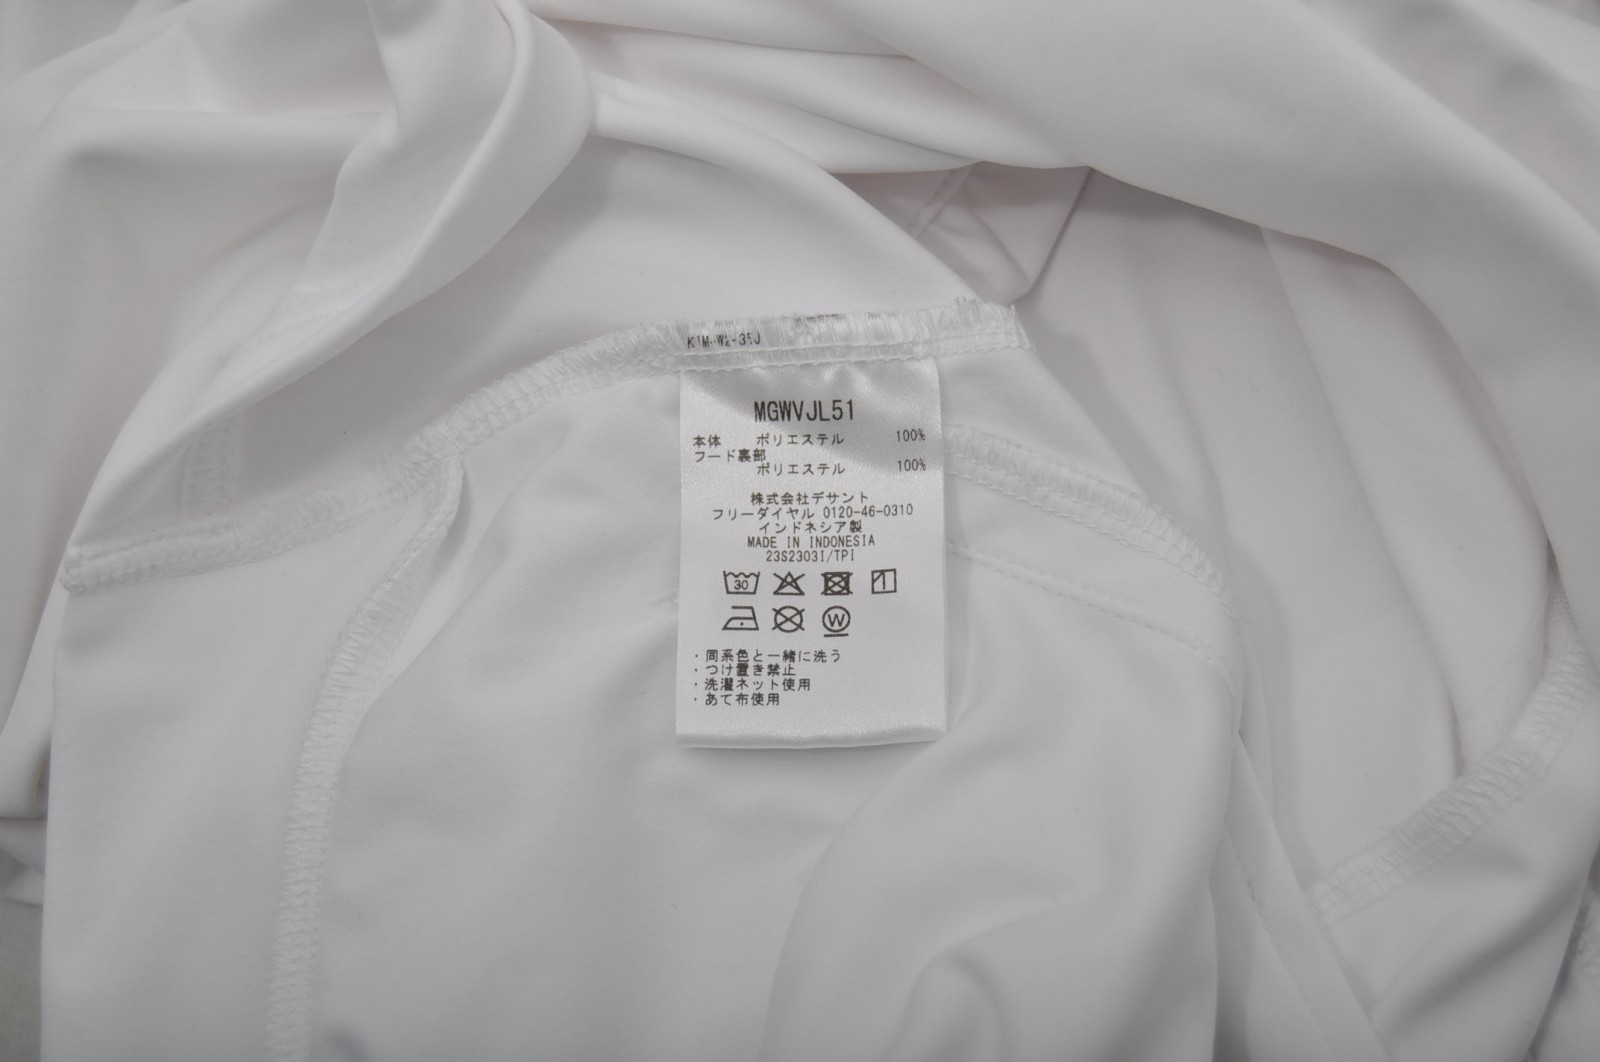 MGWVJL51
本体 ポリエステル 100%
フード裏部
ポリエステル 100%
株式会社デサント
フリーダイヤル 0120-46-0310
インドネシア製
MADE IN INDONESIA
23S2303I/TPI
30
W
・同系色と一緒に洗う
・つけ置き禁止
・洗濯ネット使用
・あて布使用